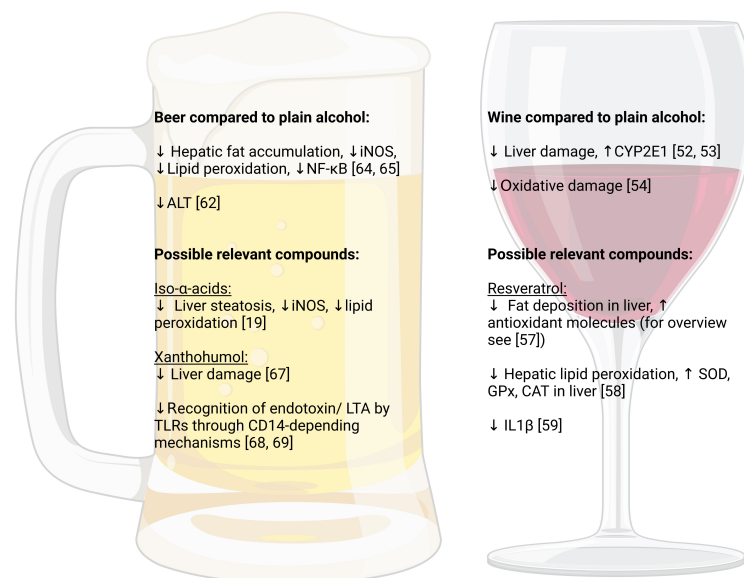 Beer compared to plain alcohol:
↓ Hepatic fat accumulation, ↓iNOS,
↓Lipid peroxidation, ↓NF-κB [64, 65]
↓ALT [62]
Possible relevant compounds:
Iso-α-acids:
↓ Liver steatosis, ↓iNOS, ↓lipid
peroxidation [19]
Xanthohumol:
↓ Liver damage [67]
↓Recognition of endotoxin/ LTA by
TLRs through CD14-depending
mechanisms [68, 69]
Wine compared to plain alcohol:
↓ Liver damage, ↑CYP2E1 [52, 53]
↓Oxidative damage [54]
Possible relevant compounds:
Resveratrol:
↓ Fat deposition in liver, ↑
antioxidant molecules (for overview
see [57])
↓ Hepatic lipid peroxidation, ↑ SOD,
GPx, CAT in liver [58]
↓ IL1β [59]